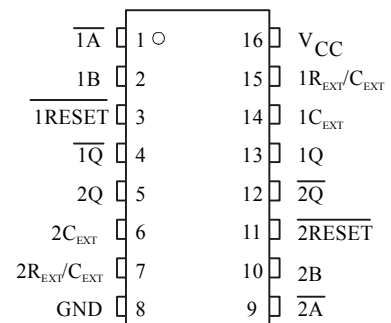 1A 1 16 VCC
1B 2 15 1REXT/CEXT
1RESET 3 14 1CEXT
1Q 4 13 1Q
2Q 5 12 2Q
2CEXT 6 11 2RESET
2REXT/CEXT 7 10 2B
GND 8 9 2A